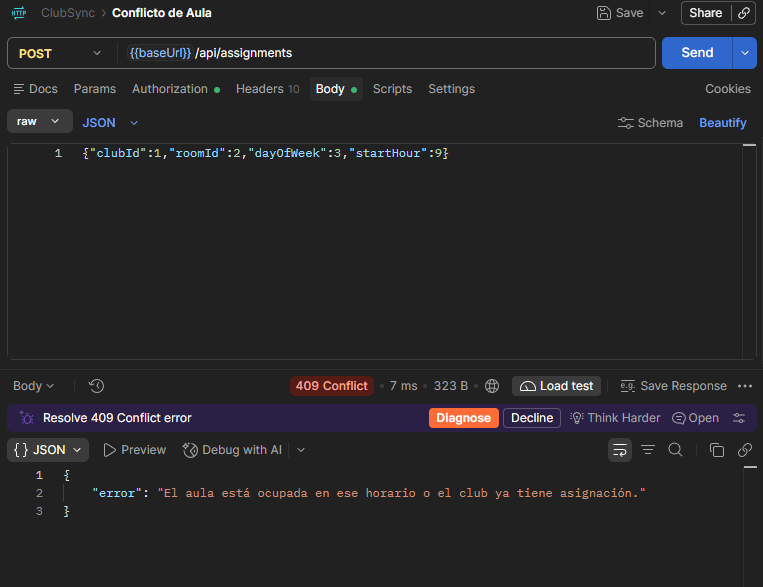 HTTP ClubSync > Conflicto de Aula Save Share
POST {{baseUrl}} /api/assignments Send
Docs Params Authorization Headers 10 Body Scripts Settings Cookies
raw JSON Schema Beautify
1 {"clubId":1,"roomId":2,"dayOfWeek":3,"startHour":9}
Body 409 Conflict • 7 ms • 323 B • Load test e.g. Save Response
Resolve 409 Conflict error Diagnose Decline Think Harder Open
{} JSON Preview Debug with AI
1 {
2 "error": "El aula está ocupada en ese horario o el club ya tiene asignación."
3 }